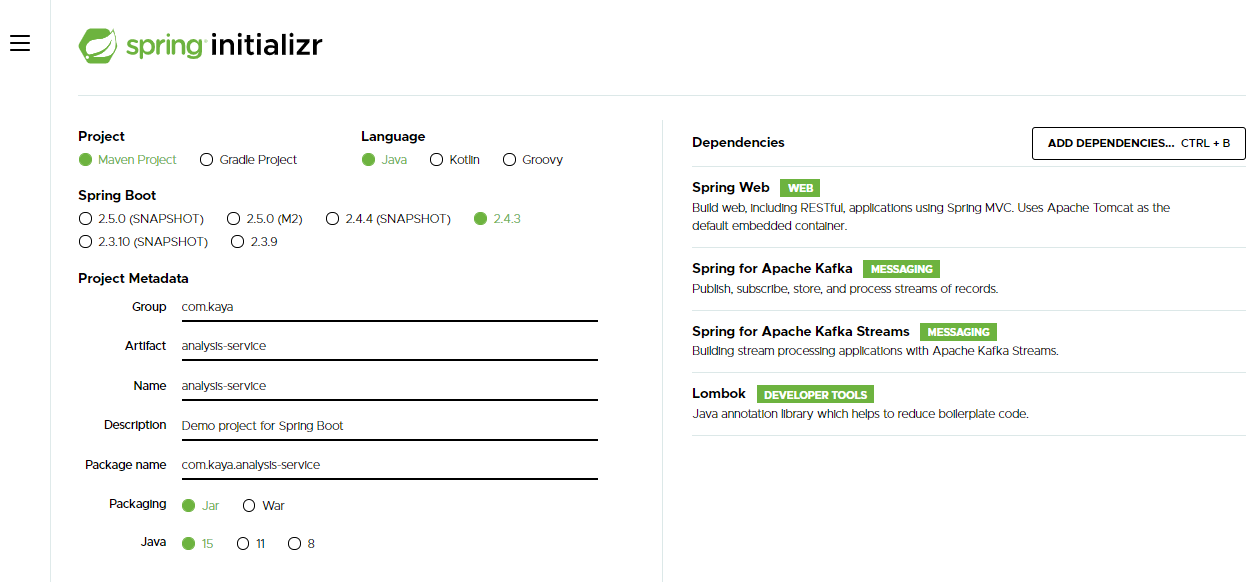 spring initializr
Project
Maven Project Gradle Project
Language
Java Kotlin Groovy
Spring Boot
2.5.0 (SNAPSHOT) 2.5.0 (M2) 2.4.4 (SNAPSHOT) 2.4.3
2.3.10 (SNAPSHOT) 2.3.9
Project Metadata
Group com.kaya
Artifact analysis-service
Name analysis-service
Description Demo project for Spring Boot
Package name com.kaya.analysis-service
Packaging Jar War
Java 15 11 8
Dependencies ADD DEPENDENCIES... CTRL + B
Spring Web WEB
Build web, including RESTful, applications using Spring MVC. Uses Apache Tomcat as the
default embedded container.
Spring for Apache Kafka MESSAGING
Publish, subscribe, store, and process streams of records.
Spring for Apache Kafka Streams MESSAGING
Building stream processing applications with Apache Kafka Streams.
Lombok DEVELOPER TOOLS
Java annotation library which helps to reduce boilerplate code.